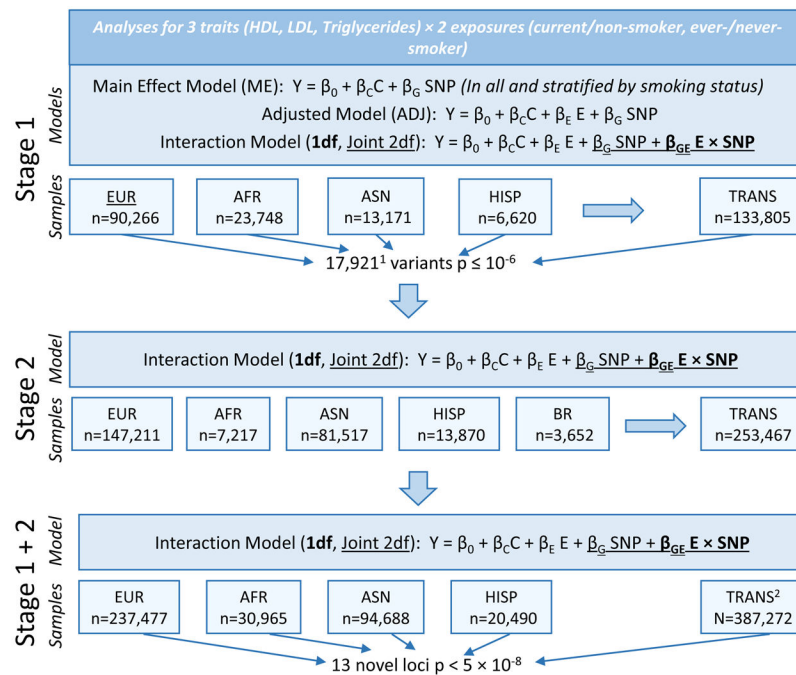 Analyses for 3 traits (HDL, LDL, Triglycerides) × 2 exposures (current/non-smoker, ever-/never-
smoker)
Stage 1
Models
Main Effect Model (ME): Y = β0 + βCC + βG SNP (In all and stratified by smoking status)
Adjusted Model (ADJ): Y = β0 + βCC + βE E + βG SNP
Interaction Model (1df, Joint 2df): Y = β0 + βCC + βE E + βG SNP + βGE E × SNP
Samples
EUR
n=90,266
AFR
n=23,748
ASN
n=13,171
HISP
n=6,620
TRANS
n=133,805
17,921¹ variants p ≤ 10⁻⁶
Stage 2
Model
Interaction Model (1df, Joint 2df): Y = β0 + βCC + βE E + βG SNP + βGE E × SNP
Samples
EUR
n=147,211
AFR
n=7,217
ASN
n=81,517
HISP
n=13,870
BR
n=3,652
TRANS
n=253,467
Stage 1 + 2
Model
Interaction Model (1df, Joint 2df): Y = β0 + βCC + βE E + βG SNP + βGE E × SNP
Samples
EUR
n=237,477
AFR
n=30,965
ASN
n=94,688
HISP
n=20,490
TRANS²
N=387,272
13 novel loci p < 5 × 10⁻⁸